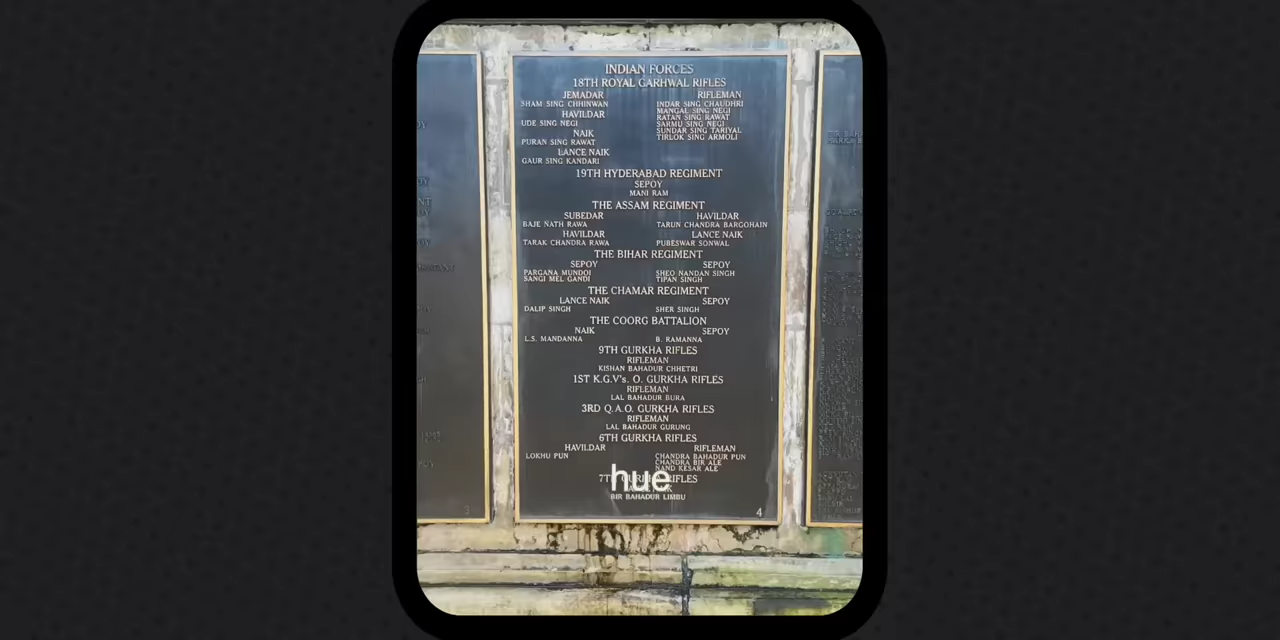 INDIAN FORCES
18TH ROYAL GARHWAL RIFLES
JEMADAR
SHAM SING CHHINWAN
HAVILDAR
UDE SING NEGI
NAIK
PURAN SING RAWAT
LANCE NAIK
GAUR SING KANDARI
RIFLEMAN
INDAR SING CHAUDHRI
MANGAL SING NEGI
RATAN SING RAWAT
SARMU SING NEGI
SUNDAR SING TARIYAL
TIRLOK SING ARMOLI
19TH HYDERABAD REGIMENT
SEPOY
MANI RAM
THE ASSAM REGIMENT
SUBEDAR
BAJE NATH RAWA
HAVILDAR
TARAK CHANDRA RAWA
HAVILDAR
TARUN CHANDRA BARGOHAIN
LANCE NAIK
PUBESWAR SONWAL
THE BIHAR REGIMENT
SEPOY
PARGANA MUNDOI
SANGI MEL GANDI
SEPOY
SHEO NANDAN SINGH
TIPAN SINGH
THE CHAMAR REGIMENT
LANCE NAIK
DALIP SINGH
SEPOY
SHER SINGH
THE COORG BATTALION
NAIK
L.S. MANDANNA
SEPOY
B. RAMANNA
9TH GURKHA RIFLES
RIFLEMAN
KISHAN BAHADUR CHHETRI
1ST K.G.V's. O. GURKHA RIFLES
RIFLEMAN
LAL BAHADUR BURA
3RD Q.A.O. GURKHA RIFLES
RIFLEMAN
LAL BAHADUR GURUNG
6TH GURKHA RIFLES
HAVILDAR
LOKHU PUN
RIFLEMAN
CHANDRA BAHADUR PUN
CHANDRA BIR ALE
NAND KESAR ALE
7TH GURKHA RIFLES
BIR BAHADUR LIMBU
hue
4
3